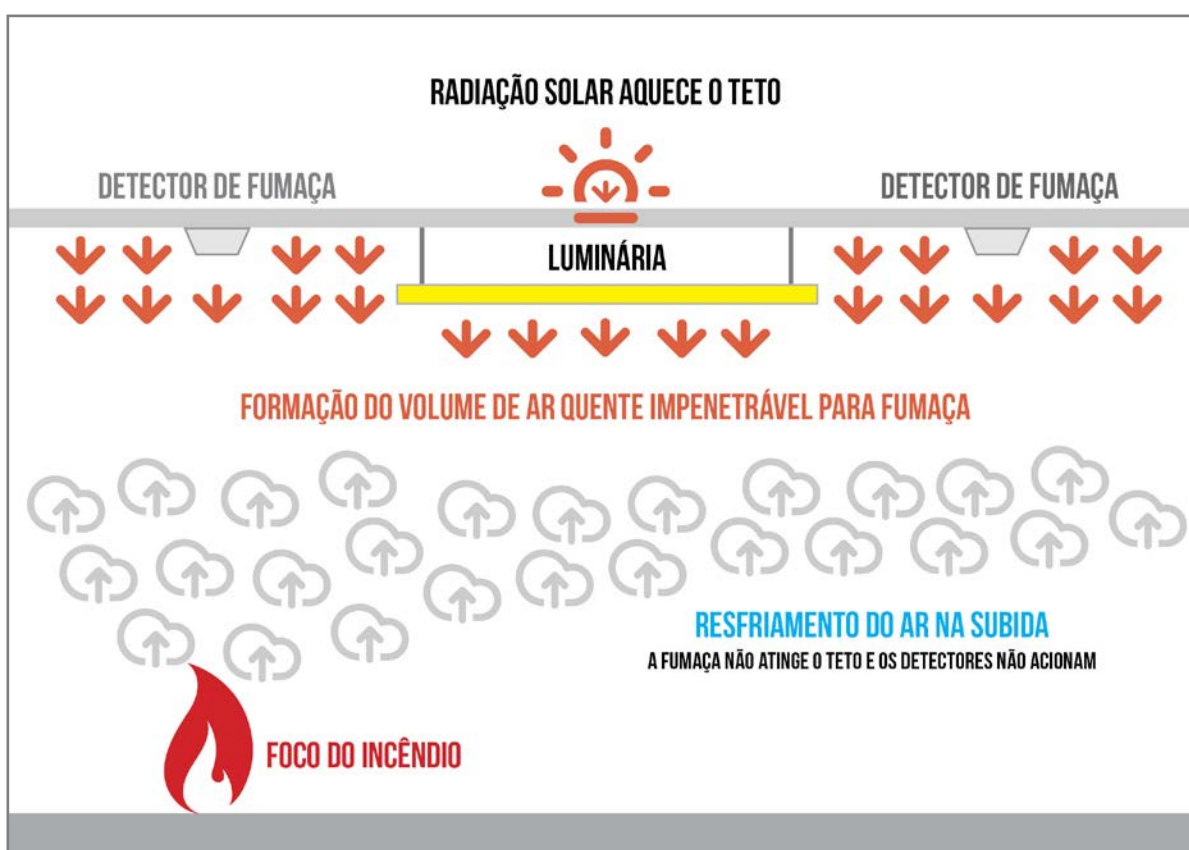 RADIAÇÃO SOLAR AQUECE O TETO
DETECTOR DE FUMAÇA
DETECTOR DE FUMAÇA
LUMINÁRIA
FORMAÇÃO DO VOLUME DE AR QUENTE IMPENETRÁVEL PARA FUMAÇA
RESFRIAMENTO DO AR NA SUBIDA
A FUMAÇA NÃO ATINGE O TETO E OS DETECTORES NÃO ACIONAM
FOCO DO INCÊNDIO